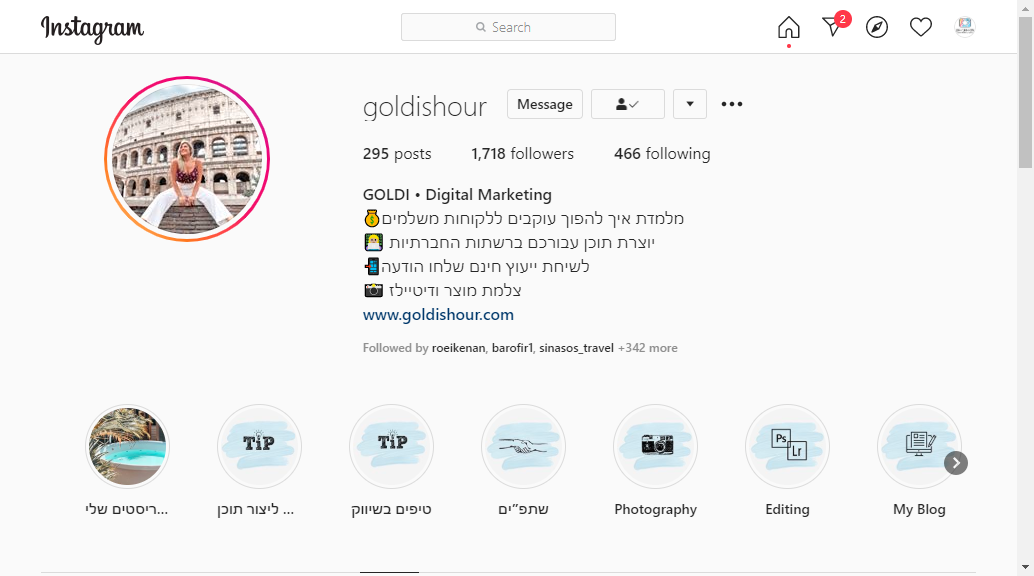 Instagram
Search
2
goldishour Message
295 posts 1,718 followers 466 following
GOLDI • Digital Marketing
מלמדת איך להפוך עוקבים ללקוחות משלמים
יוצרת תוכן עבורכם ברשתות החברתיות
לשיחת ייעוץ חינם שלחו הודעה
צלמת מוצר ודיטיילז
www.goldishour.com
Followed by roeikenan, barofir1, sinasos_travel +342 more
TIP TIP Ps Lr
ריסטים שלי... ליצור תוכן ... טיפים בשיווק שתפ"ים Photography Editing My Blog